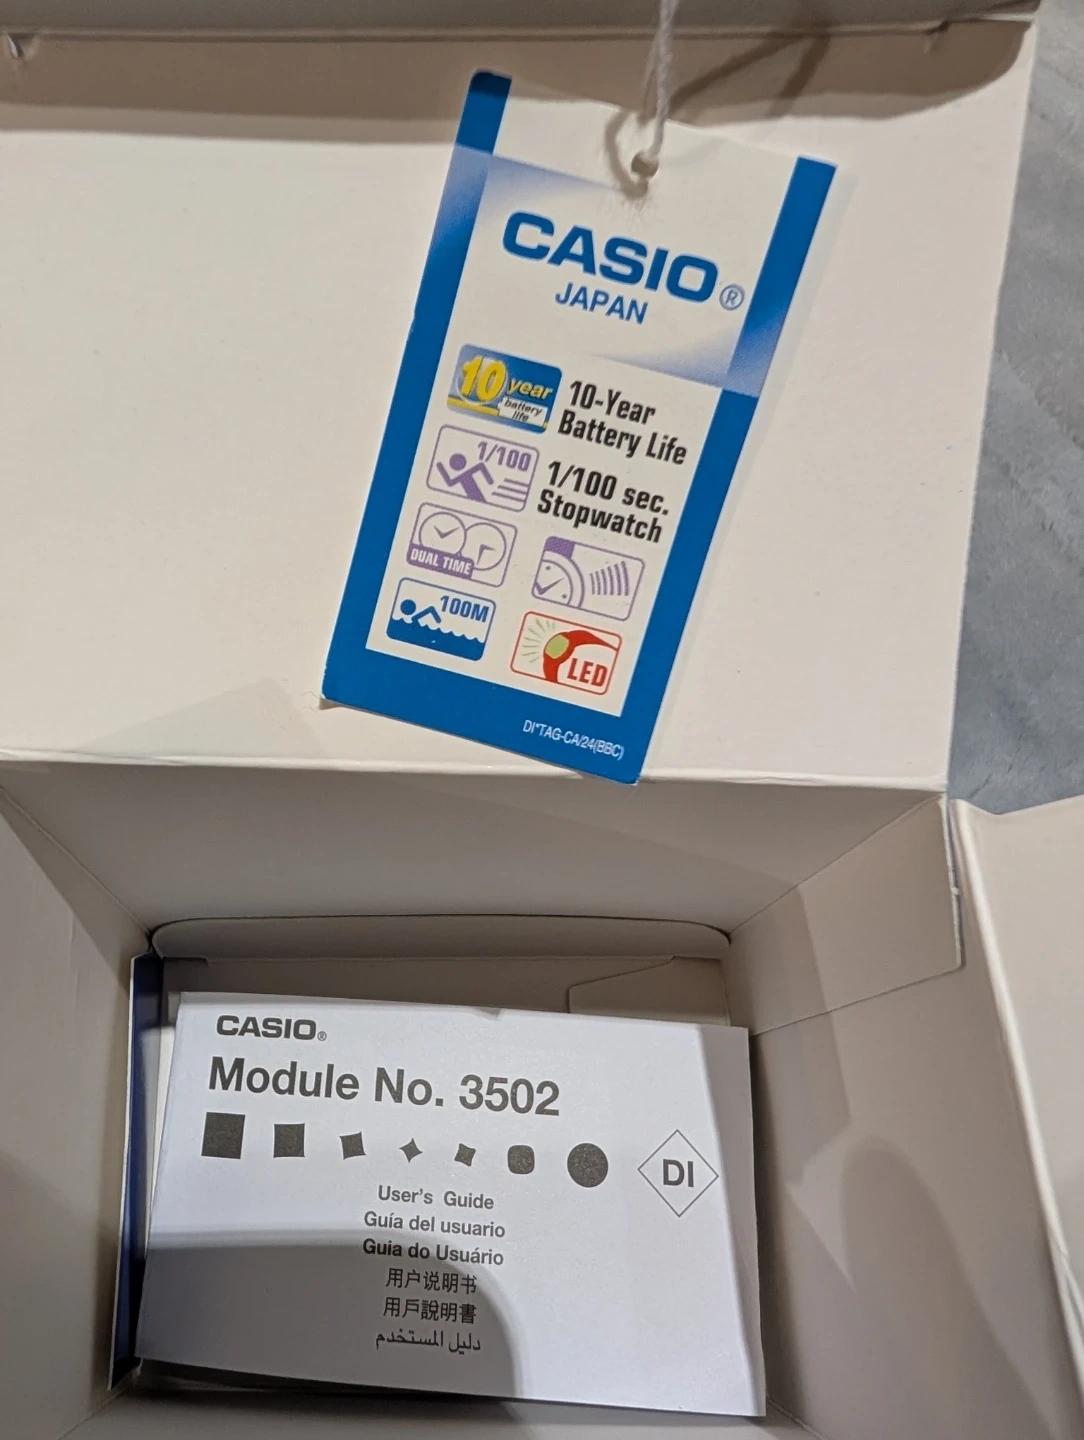 CASIO®
JAPAN
10 year
battery
life
10-Year
Battery Life
1/100
1/100 sec.
Stopwatch
DUAL TIME
100M
LED
DI*TAG-CA/24(BBC)
CASIO®
Module No. 3502
DI
User's Guide
Guía del usuario
Guia do Usuário
用户说明书
用戶說明書
دليل المستخدم